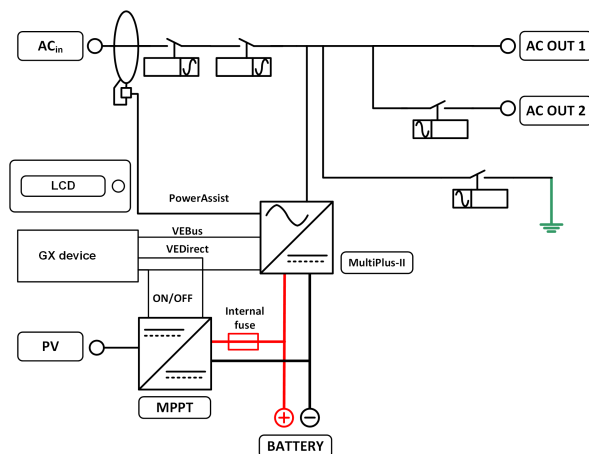 ACin
AC OUT 1
AC OUT 2
LCD
PowerAssist
VEBus
VEDirect
GX device
MultiPlus-II
ON/OFF
Internal
fuse
PV
MPPT
BATTERY